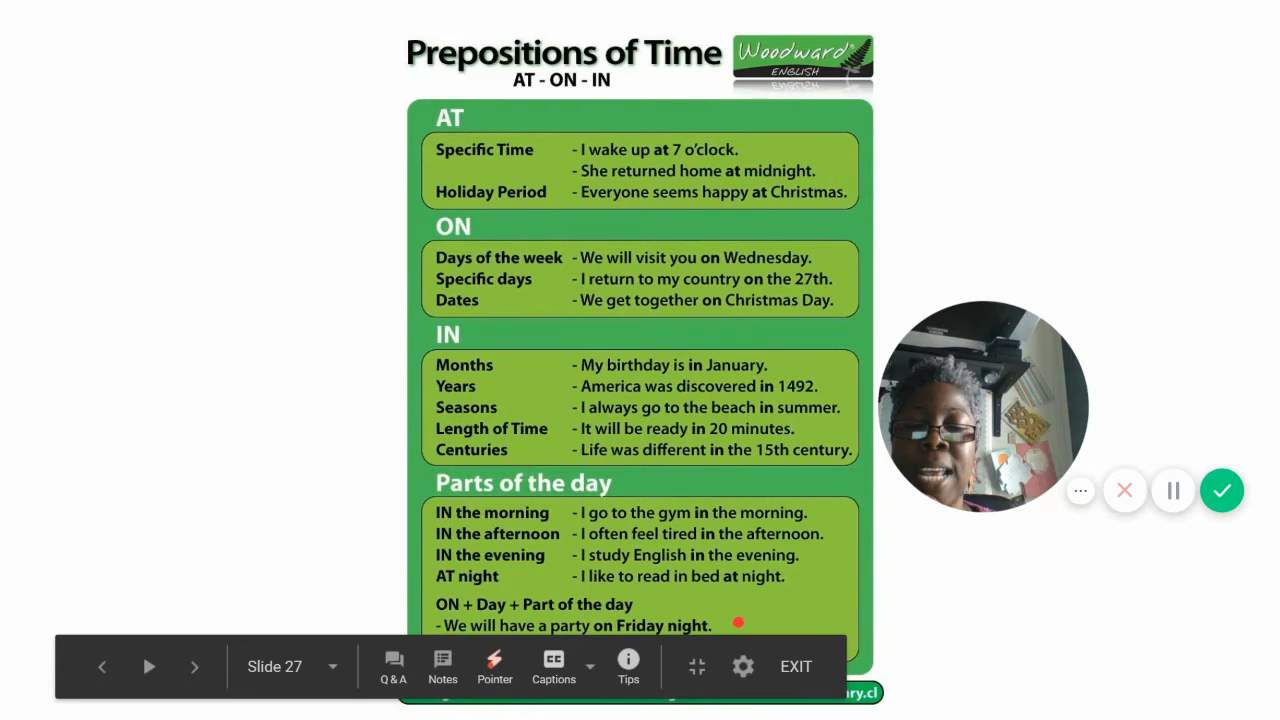 Prepositions of Time
AT - ON - IN
Woodward®
ENGLISH
AT
Specific Time - I wake up at 7 o'clock.
- She returned home at midnight.
Holiday Period - Everyone seems happy at Christmas.
ON
Days of the week - We will visit you on Wednesday.
Specific days - I return to my country on the 27th.
Dates - We get together on Christmas Day.
IN
Months - My birthday is in January.
Years - America was discovered in 1492.
Seasons - I always go to the beach in summer.
Length of Time - It will be ready in 20 minutes.
Centuries - Life was different in the 15th century.
Parts of the day
IN the morning - I go to the gym in the morning.
IN the afternoon - I often feel tired in the afternoon.
IN the evening - I study English in the evening.
AT night - I like to read in bed at night.
ON + Day + Part of the day
- We will have a party on Friday night.
Slide 27
Q & A
Notes
Pointer
CC
Captions
Tips
EXIT
ary.cl